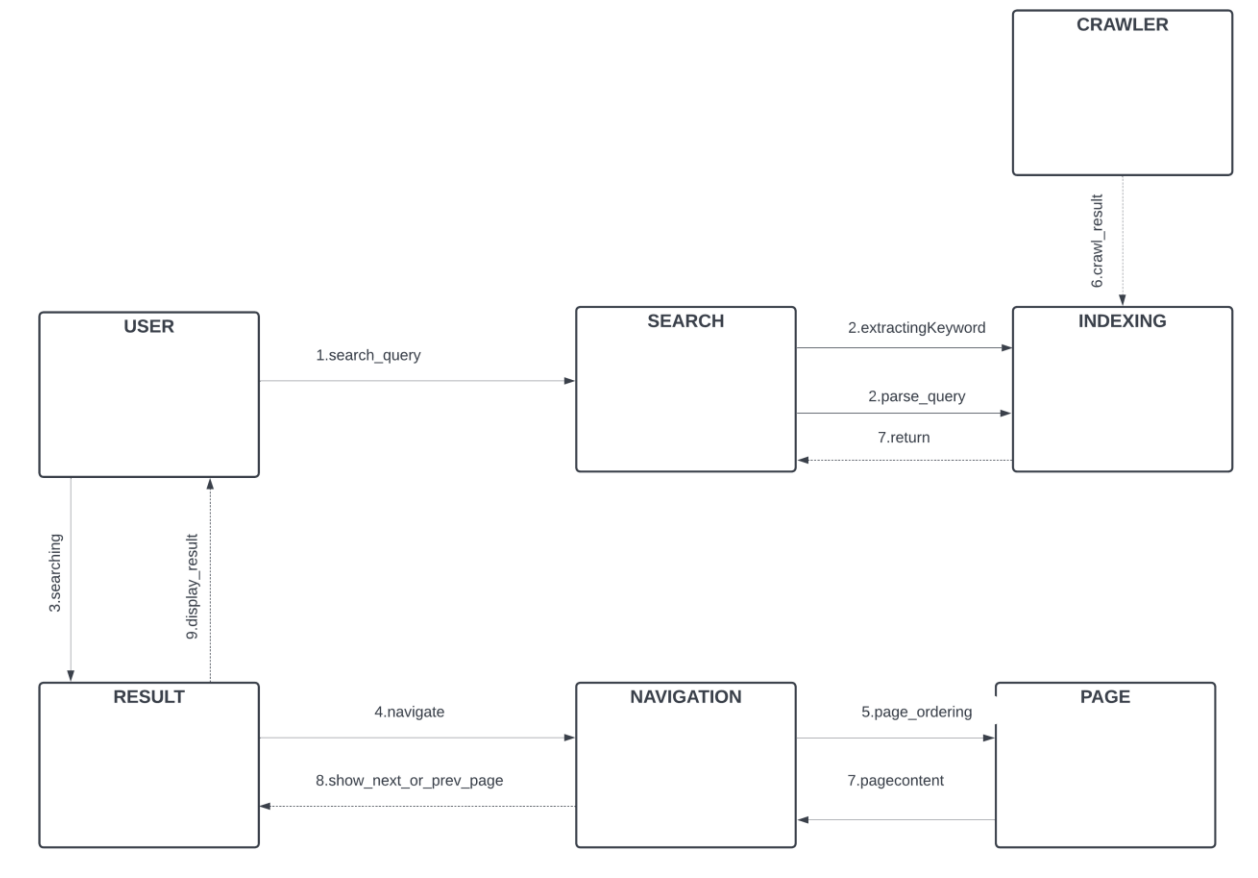 CRAWLER
6.crawl_result
USER
SEARCH
INDEXING
1.search_query
2.extractingKeyword
2.parse_query
7.return
3.searching
9.display_result
RESULT
NAVIGATION
PAGE
4.navigate
5.page_ordering
8.show_next_or_prev_page
7.pagecontent